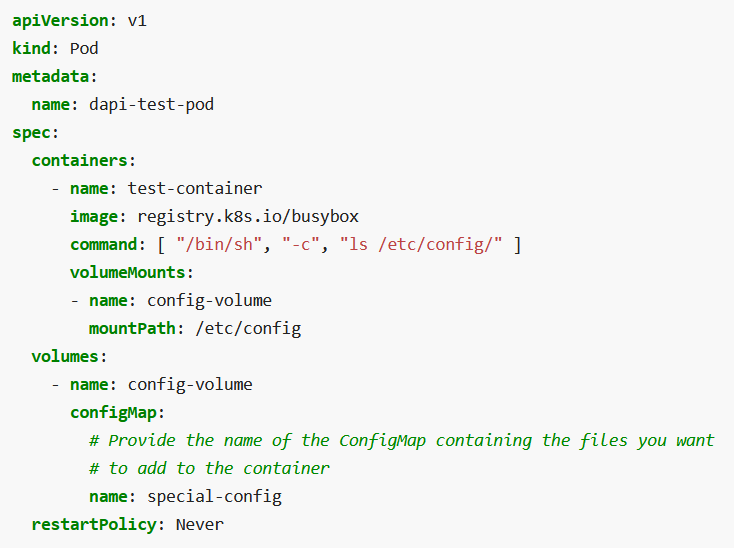 apiVersion: v1
kind: Pod
metadata:
  name: dapi-test-pod
spec:
  containers:
    - name: test-container
      image: registry.k8s.io/busybox
      command: [ "/bin/sh", "-c", "ls /etc/config/" ]
      volumeMounts:
      - name: config-volume
        mountPath: /etc/config
  volumes:
    - name: config-volume
      configMap:
        # Provide the name of the ConfigMap containing the files you want
        # to add to the container
        name: special-config
  restartPolicy: Never